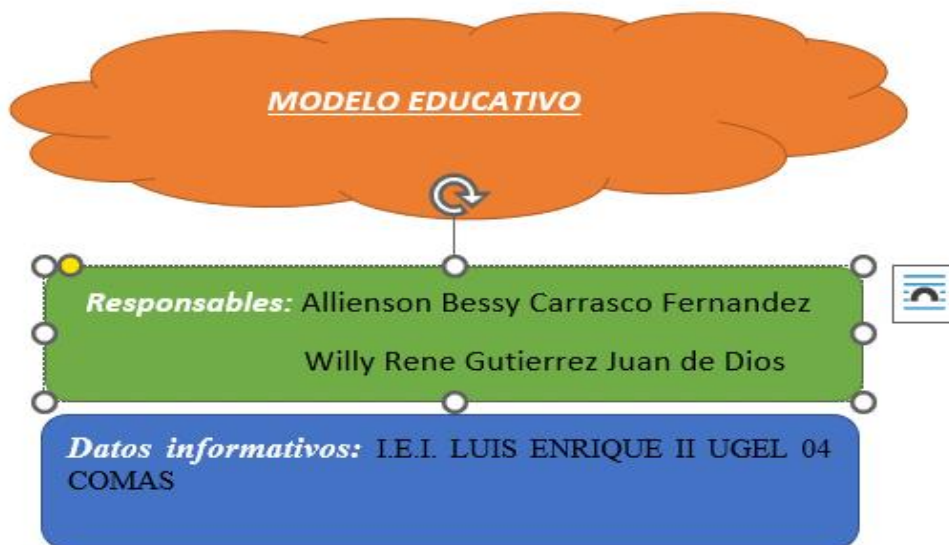 MODELO EDUCATIVO
Responsables: Allienson Bessy Carrasco Fernandez
Willy Rene Gutierrez Juan de Dios
Datos informativos: I.E.I. LUIS ENRIQUE II UGEL 04
COMAS